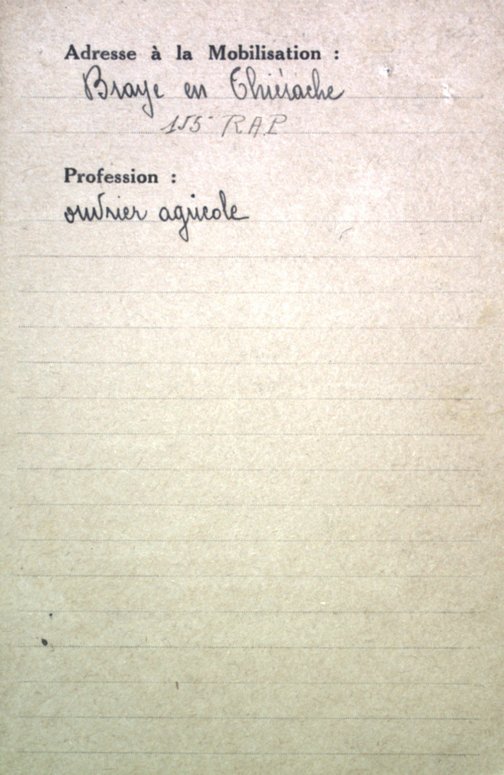 Adresse à la Mobilisation :
Braye en Thiérache
155e RAP
Profession :
ouvrier agricole